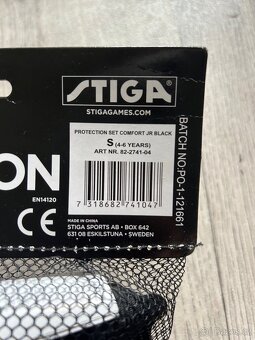 STIGA
STIGAGAMES.COM
PROTECTION SET COMFORT JR BLACK
S (4-6 YEARS)
ART NR. 82-2741-04
7 318682 741047
ON
CE
EN14120
MADE IN CHINA
STIGA SPORTS AB • BOX 642
631 08 ESKILSTUNA • SWEDEN
BATCH NO:PO-1-121661